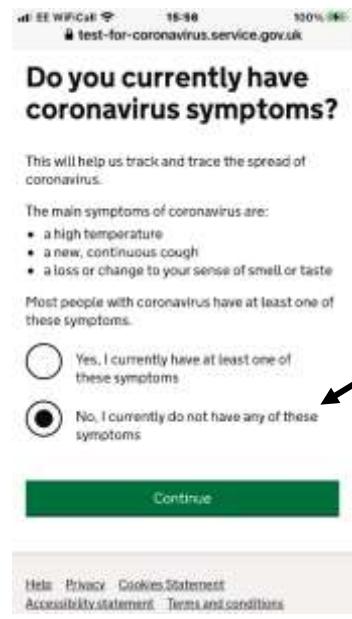 EE WiFiCall 15:58 100%
test-for-coronavirus.service.gov.uk
Do you currently have
coronavirus symptoms?
This will help us track and trace the spread of
coronavirus.
The main symptoms of coronavirus are:
• a high temperature
• a new, continuous cough
• a loss or change to your sense of smell or taste
Most people with coronavirus have at least one of
these symptoms.
Yes, I currently have at least one of
these symptoms
No, I currently do not have any of these
symptoms
Continue
Help Privacy Cookies Statement
Accessibility statement Terms and conditions